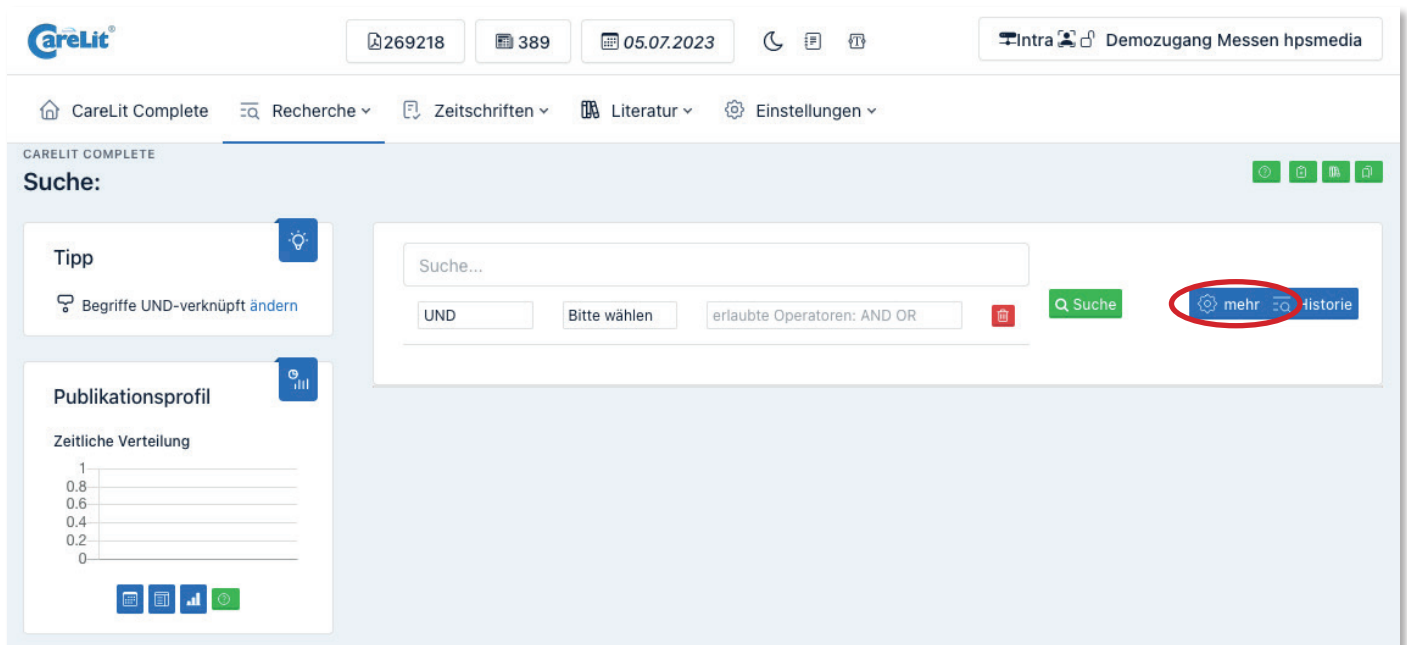 CareLit®
269218
389
05.07.2023
Intra Demozugang Messen hpsmedia
CareLit Complete
Recherche
Zeitschriften
Literatur
Einstellungen
CARELIT COMPLETE
Suche:
Tipp
Begriffe UND-verknüpft ändern
Suche...
UND
Bitte wählen
erlaubte Operatoren: AND OR
Suche
mehr
Historie
Publikationsprofil
Zeitliche Verteilung
1
0.8
0.6
0.4
0.2
0